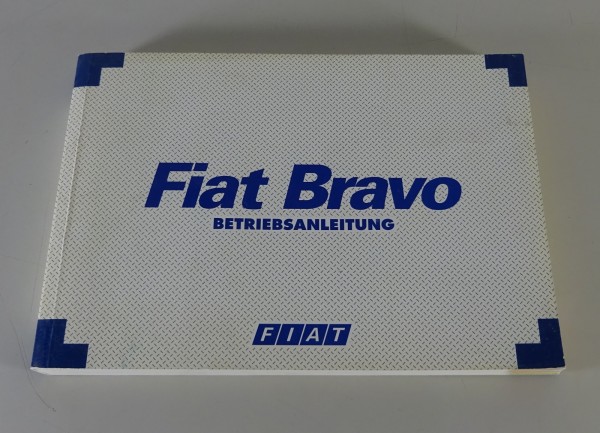 Fiat Bravo
BETRIEBSANLEITUNG
FIAT